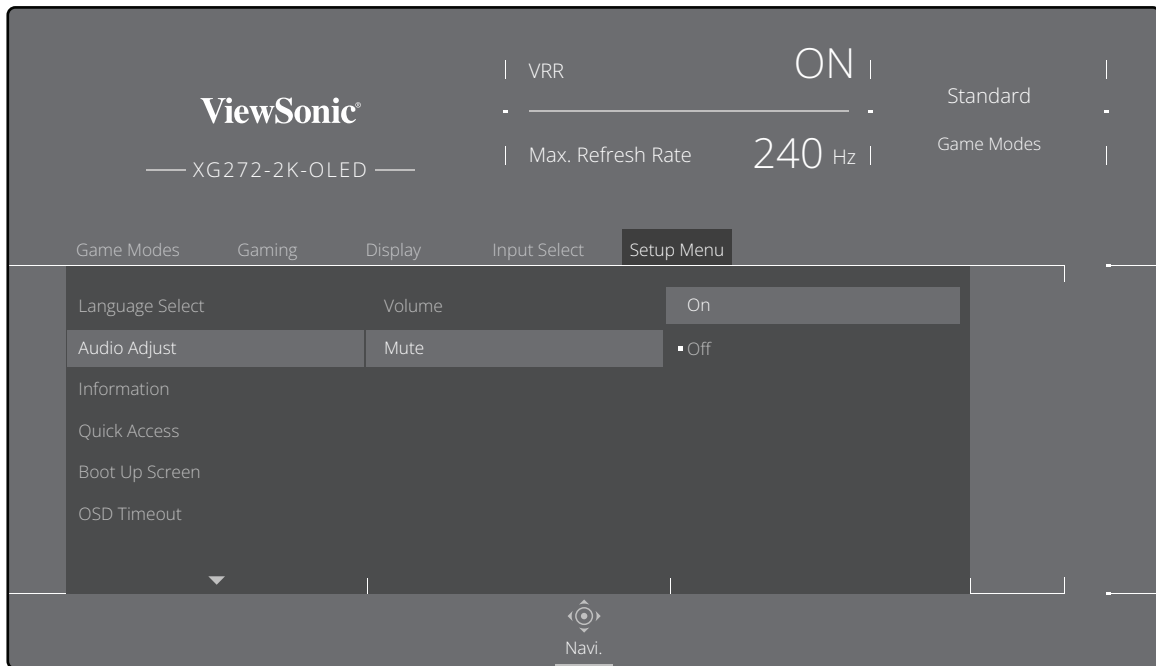 ViewSonic®
XG272-2K-OLED
VRR ON
Max. Refresh Rate 240 Hz
Standard
Game Modes
Game Modes Gaming Display Input Select Setup Menu
Language Select Volume On
Audio Adjust Mute Off
Information
Quick Access
Boot Up Screen
OSD Timeout
Navi.